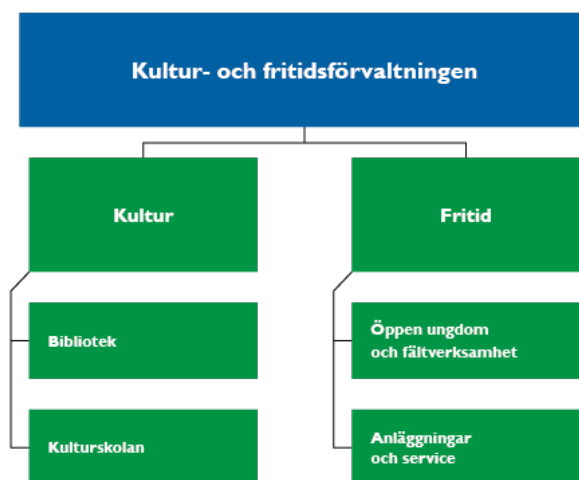 Kultur- och fritidsförvaltningen
Kultur
Fritid
Bibliotek
Öppen ungdom
och fältverksamhet
Kulturskolan
Anläggningar
och service